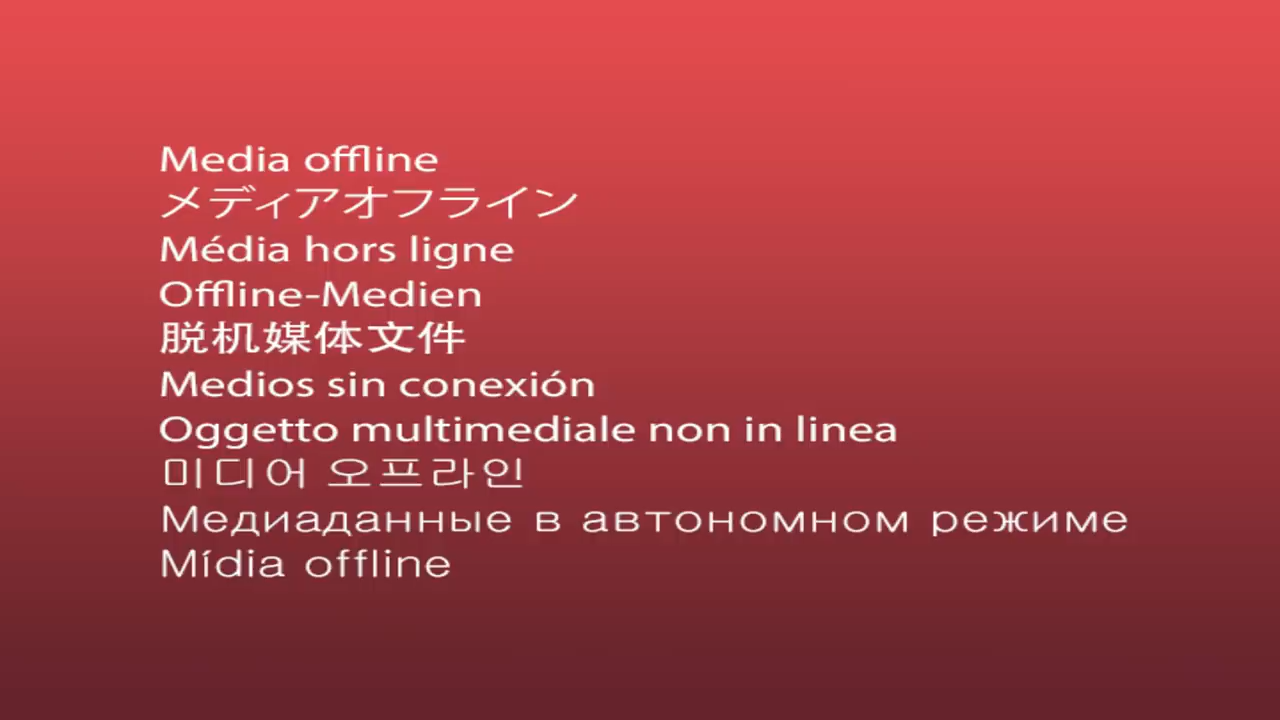 Media offline
メディアオフライン
Média hors ligne
Offline-Medien
脱机媒体文件
Medios sin conexión
Oggetto multimediale non in linea
미디어 오프라인
Медиаданные в автономном режиме
Mídia offline